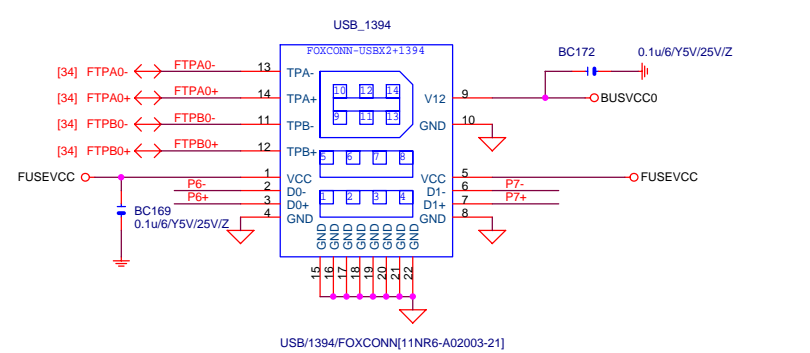 USB_1394
FOXCONN-USBX2+1394
BC172 0.1u/6/Y5V/25V/Z
[34] FTPA0- FTPA0- 13 TPA-
[34] FTPA0+ FTPA0+ 14 TPA+
[34] FTPB0- FTPB0- 11 TPB-
[34] FTPB0+ FTPB0+ 12 TPB+
10 12 14
9 11 13
V12 9 BUSVCC0
GND 10
5 6 7 8
FUSEVCC 1 VCC VCC 5 FUSEVCC
P6- 2 D0- D1- 6 P7-
P6+ 3 D0+ D1+ 7 P7+
1 2 3 4
4 GND GND 8
BC169
0.1u/6/Y5V/25V/Z
GND GND GND GND GND GND GND GND
15 16 17 18 19 20 21 22
USB/1394/FOXCONN[11NR6-A02003-21]